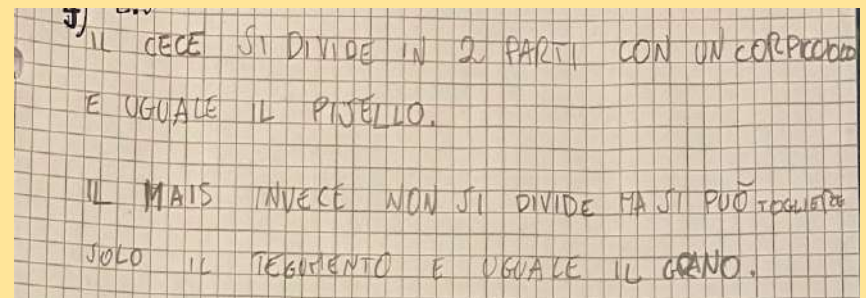 5)
IL CECE SI DIVIDE IN 2 PARTI CON UN CORPICCIOLO
E UGUALE IL PISELLO.
IL MAIS INVECE NON SI DIVIDE MA SI PUÒ TOGLIERE
SOLO IL TEGUMENTO E UGUALE IL GRANO.